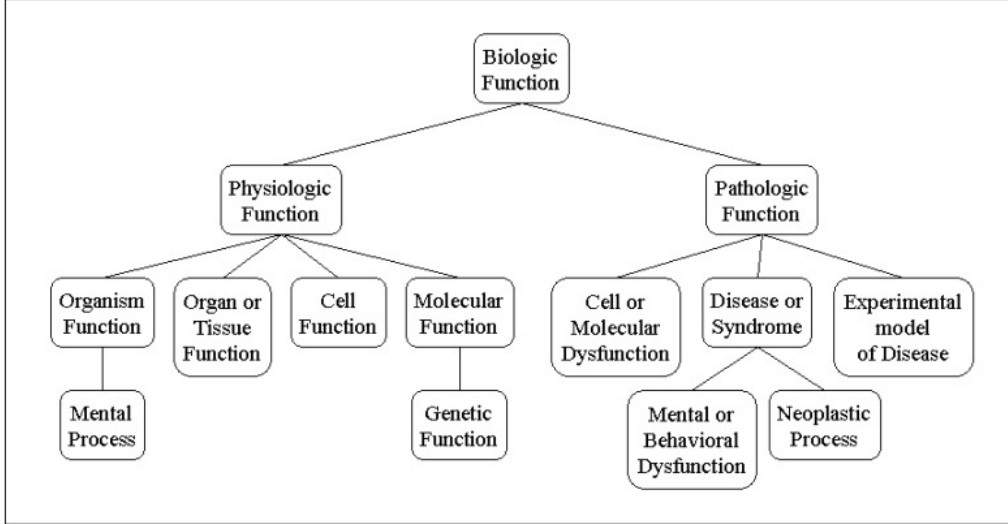 Biologic
Function
Physiologic
Function
Pathologic
Function
Organism
Function
Organ or
Tissue
Function
Cell
Function
Molecular
Function
Cell or
Molecular
Dysfunction
Disease or
Syndrome
Experimental
model
of Disease
Mental
Process
Genetic
Function
Mental or
Behavioral
Dysfunction
Neoplastic
Process